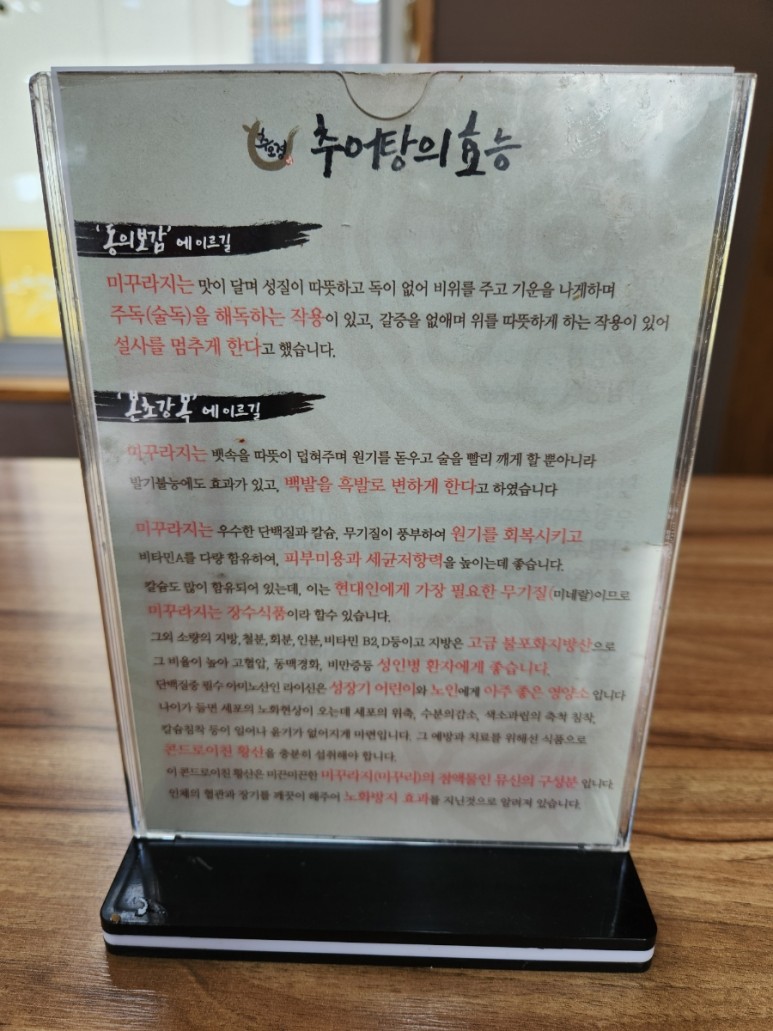 추오정 추어탕의 효능
'동의보감' 에 이르길
미꾸라지는 맛이 달며 성질이 따뜻하고 독이 없어 비위를 주고 기운을 나게하며
주독(술독)을 해독하는 작용이 있고, 갈증을 없애며 위를 따뜻하게 하는 작용이 있어
설사를 멈추게 한다고 했습니다.
'본초강목' 에 이르길
미꾸라지는 뱃속을 따뜻이 덥혀주며 원기를 돋우고 술을 빨리 깨게 할 뿐아니라
발기불능에도 효과가 있고, 백발을 흑발로 변하게 한다고 하였습니다
미꾸라지는 우수한 단백질과 칼슘, 무기질이 풍부하여 원기를 회복시키고
비타민A를 다량 함유하여, 피부미용과 세균저항력을 높이는데 좋습니다.
칼슘도 많이 함유되어 있는데, 이는 현대인에게 가장 필요한 무기질(미네랄)이므로
미꾸라지는 장수식품이라 할수 있습니다.
그외 소량의 지방, 철분, 회분, 인분, 비타민 B2, D등이고 지방은 고급 불포화지방산으로
그 비율이 높아 고혈압, 동맥경화, 비만증등 성인병 환자에게 좋습니다.
단백질중 필수 아미노산인 라이신은 성장기 어린이와 노인에게 아주 좋은 영양소 입니다
나이가 들면 세포의 노화현상이 오는데 세포의 위축, 수분의감소, 색소과립의 축척 침착,
칼슘침착 등이 일어나 윤기가 없어지게 마련입니다. 그 예방과 치료를 위해선 식품으로
콘드로이친 황산을 충분히 섭취해야 합니다.
이 콘드로이친 황산은 미끈미끈한 미꾸라지(미꾸리)의 점액물인 뮤신의 구성분 입니다.
인체의 혈관과 장기를 깨끗이 해주어 노화방지 효과를 지닌것으로 알려져 있습니다.